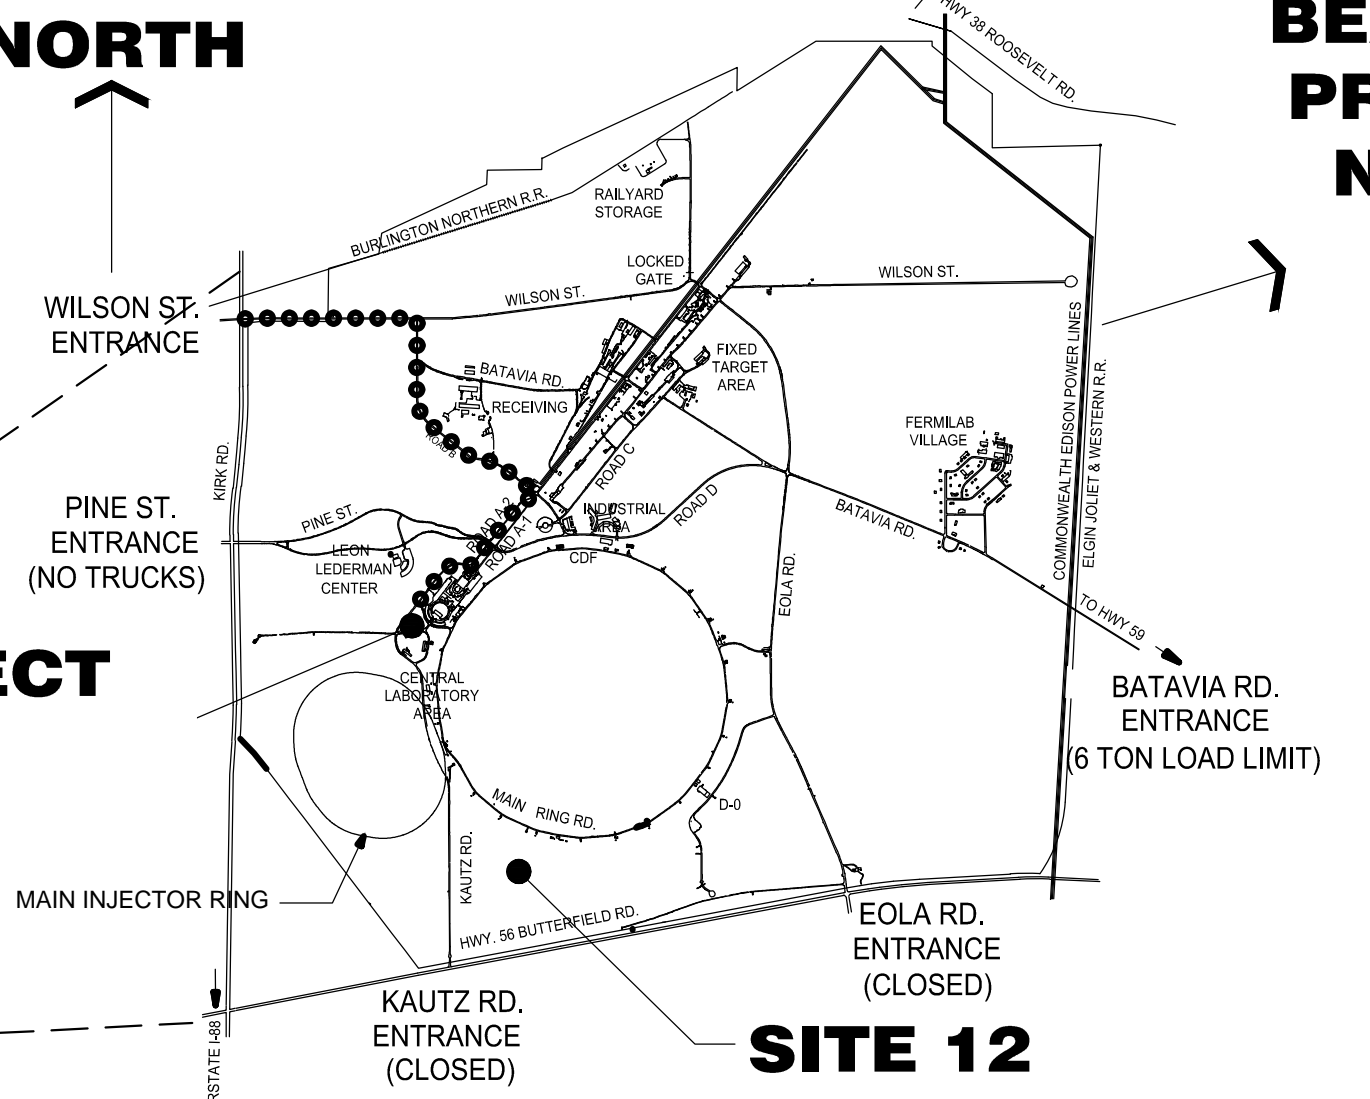 NORTH
BE
PR
N
HWY 38 ROOSEVELT RD.
RAILYARD
STORAGE
BURLINGTON NORTHERN R.R.
LOCKED
GATE
WILSON ST.
WILSON ST.
WILSON ST.
ENTRANCE
FIXED
TARGET
AREA
BATAVIA RD.
RECEIVING
ROAD B
KIRK RD.
ROAD C
FERMILAB
VILLAGE
COMMONWEALTH EDISON POWER LINES
ELGIN JOLIET & WESTERN R.R.
PINE ST.
ENTRANCE
(NO TRUCKS)
PINE ST.
ROAD A-2
ROAD A-1
INDUSTRIAL
AREA
ROAD D
BATAVIA RD.
LEON
LEDERMAN
CENTER
CDF
EOLA RD.
TO HWY 59
ECT
CENTRAL
LABORATORY
AREA
BATAVIA RD.
ENTRANCE
(6 TON LOAD LIMIT)
MAIN RING RD.
D-0
KAUTZ RD.
MAIN INJECTOR RING
HWY. 56 BUTTERFIELD RD.
EOLA RD.
ENTRANCE
(CLOSED)
KAUTZ RD.
ENTRANCE
(CLOSED)
SITE 12
RSTATE I-88